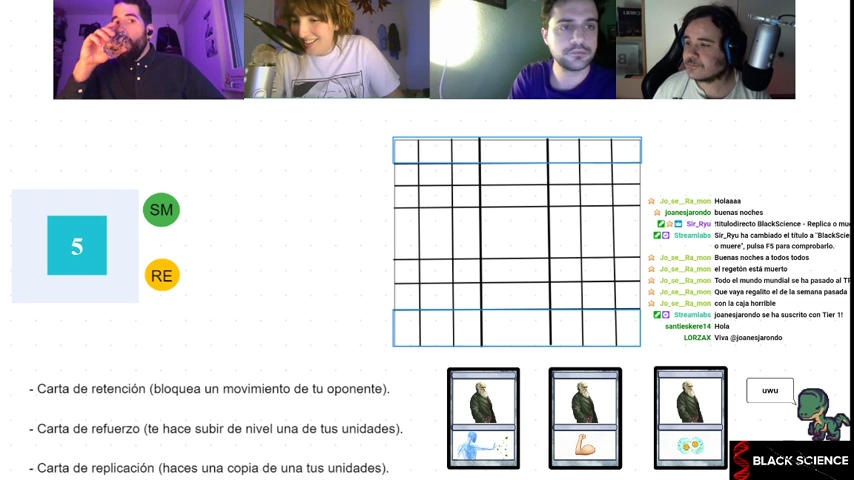 Jo_se__Ra_mon Holaaaa
joanesjarondo buenas noches
Sir_Ryu !titulodirecto BlackScience - Replica o mue
Streamlabs Sir_Ryu ha cambiado el título a "BlackScie
o muere", pulsa F5 para comprobarlo.
Jo_se__Ra_mon Buenas noches a todos todos
Jo_se__Ra_mon el regetón está muerto
Jo_se__Ra_mon Todo el mundo mundial se ha pasado al TR
Jo_se__Ra_mon Que vaya regalito el de la semana pasada
Jo_se__Ra_mon con la caja horrible
Streamlabs joanesjarondo se ha suscrito con Tier 1!
santieskere14 Hola
LORZAX Viva @joanesjarondo
SM
5
RE
- Carta de retención (bloquea un movimiento de tu oponente).
- Carta de refuerzo (te hace subir de nivel una de tus unidades).
- Carta de replicación (haces una copia de una tus unidades).
uwu
BLACK SCIENCE